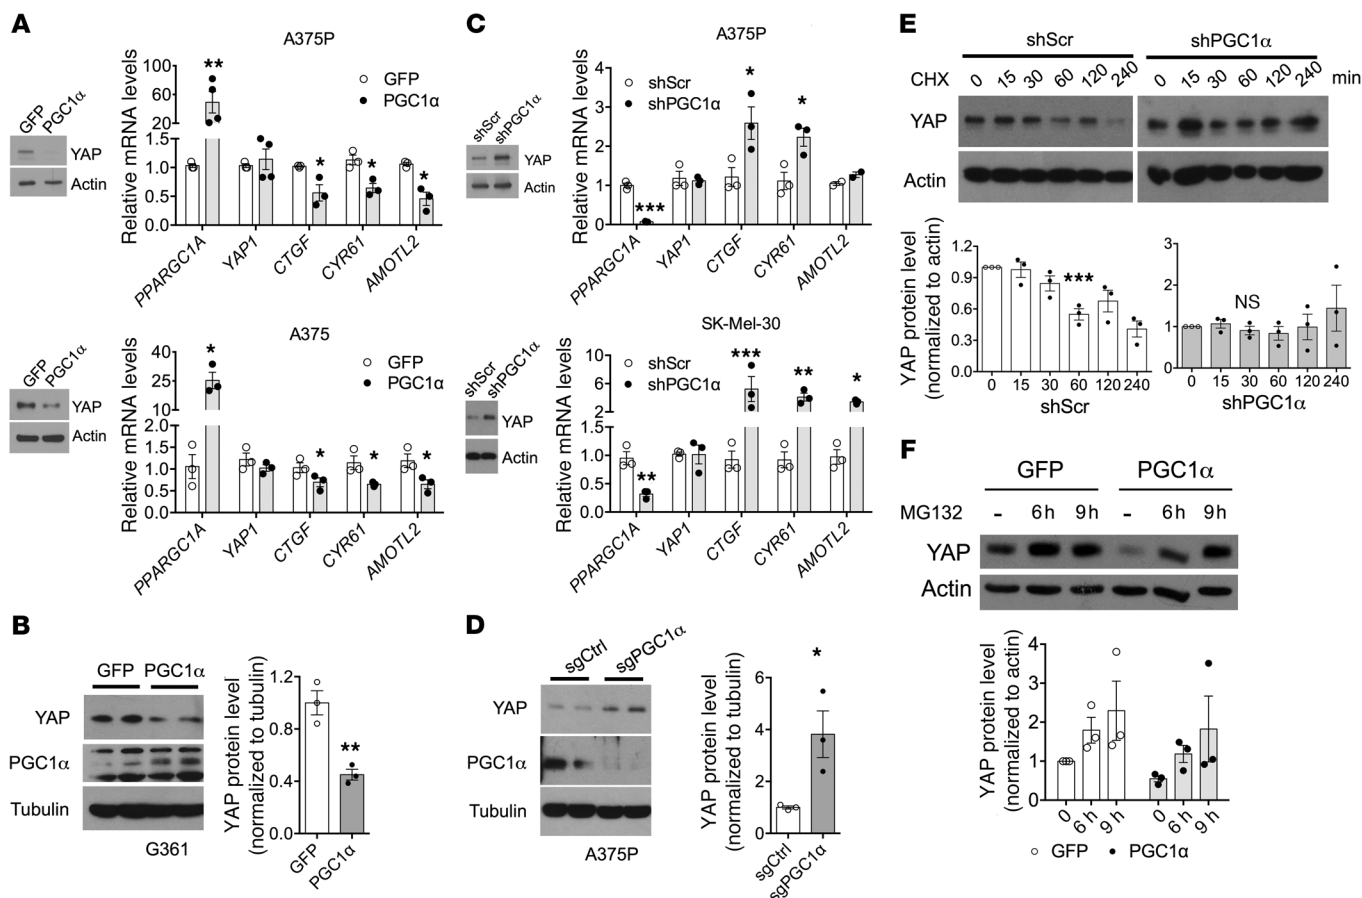 A
A375P
GFP
PGC1α
YAP
Actin
Relative mRNA levels
100
60
20
1.5
1.0
0.5
0.0
**
*
*
*
GFP
PGC1α
PPARGC1A
YAP1
CTGF
CYR61
AMOTL2
A375
GFP
PGC1α
YAP
Actin
Relative mRNA levels
40
25
10
2.0
1.5
1.0
0.5
0.0
*
*
*
*
GFP
PGC1α
PPARGC1A
YAP1
CTGF
CYR61
AMOTL2
B
GFP PGC1α
YAP
PGC1α
Tubulin
G361
YAP protein level
(normalized to tubulin)
1.2
0.8
0.4
0.0
**
GFP
PGC1α
C
A375P
shScr
shPGC1α
YAP
Actin
Relative mRNA levels
4
3
2
1
0
shScr
shPGC1α
***
*
*
PPARGC1A
YAP1
CTGF
CYR61
AMOTL2
SK-Mel-30
shScr
shPGC1α
YAP
Actin
Relative mRNA levels
10
6
2
1.5
1.0
0.5
0.0
shScr
shPGC1α
**
***
**
*
PPARGC1A
YAP1
CTGF
CYR61
AMOTL2
D
sgCtrl sgPGC1α
YAP
PGC1α
Tubulin
A375P
YAP protein level
(normalized to tubulin)
6
4
2
0
*
sgCtrl
sgPGC1α
E
shScr shPGC1α
CHX 0 15 30 60 120 240 0 15 30 60 120 240 min
YAP
Actin
YAP protein level
(normalized to actin)
1.2
0.9
0.6
0.3
0.0
***
0 15 30 60 120 240
shScr
3
2
1
0
NS
0 15 30 60 120 240
shPGC1α
F
GFP PGC1α
MG132 - 6 h 9 h - 6 h 9 h
YAP
Actin
YAP protein level
(normalized to actin)
4
3
2
1
0
0 6 h 9 h 0 6 h 9 h
GFP PGC1α